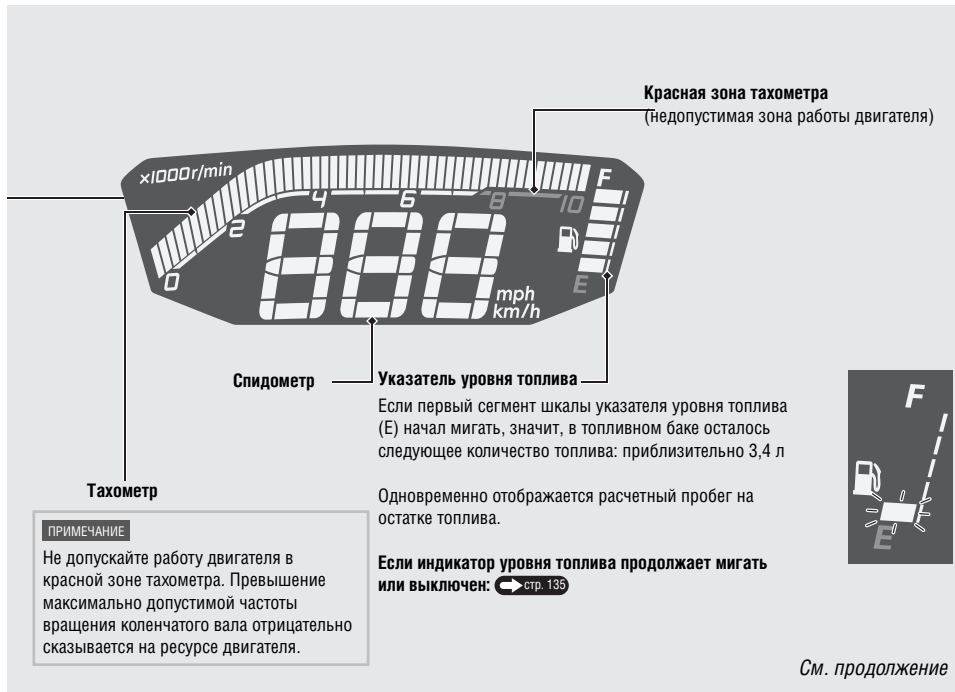 Красная зона тахометра
(недопустимая зона работы двигателя)
×1000 r/min
F
4
6
8
10
2
0
888
E
mph
km/h
Спидометр
Указатель уровня топлива
Если первый сегмент шкалы указателя уровня топлива
(E) начал мигать, значит, в топливном баке осталось
следующее количество топлива: приблизительно 3,4 л
Одновременно отображается расчетный пробег на
остатке топлива.
Если индикатор уровня топлива продолжает мигать
или выключен: стр. 135
F
E
Тахометр
ПРИМЕЧАНИЕ
Не допускайте работу двигателя в
красной зоне тахометра. Превышение
максимально допустимой частоты
вращения коленчатого вала отрицательно
сказывается на ресурсе двигателя.
См. продолжение